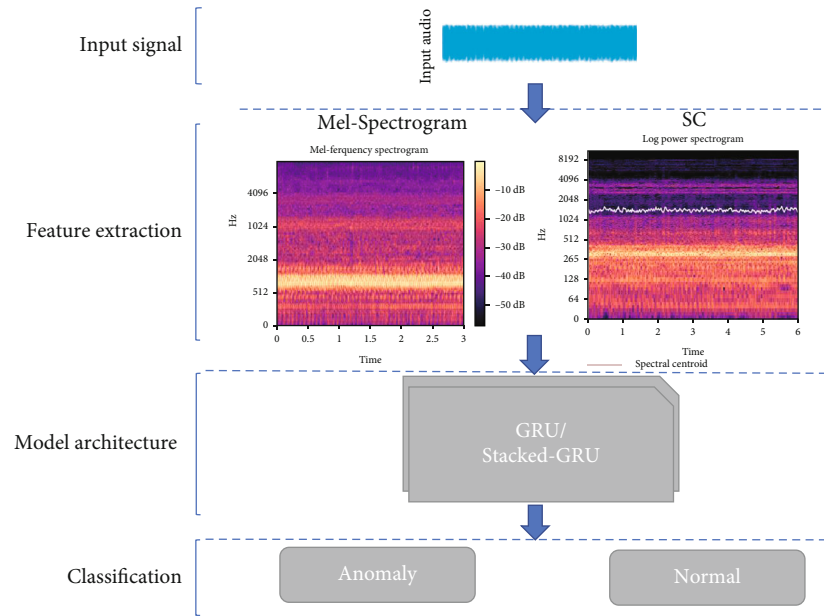 Input signal
Input audio
Feature extraction
Mel-Spectrogram
Mel-ferquency spectrogram
Hz
4096
1024
2048
512
0
0
0.5
1
1.5
2
2.5
3
Time
−10 dB
−20 dB
−30 dB
−40 dB
−50 dB
SC
Log power spectrogram
Hz
8192
4096
2048
1024
512
265
128
64
0
0
1
2
3
4
5
6
Time
Spectral centroid
Model architecture
GRU/
Stacked-GRU
Classification
Anomaly
Normal